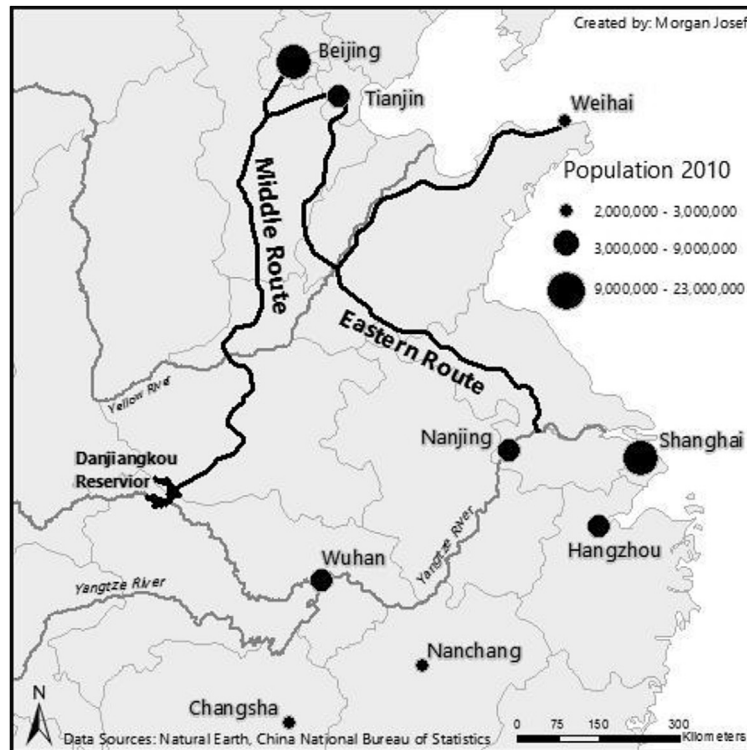 Created by: Morgan Josef
Beijing
Tianjin
Weihai
Population 2010
2,000,000 - 3,000,000
3,000,000 - 9,000,000
9,000,000 - 23,000,000
Middle Route
Eastern Route
Yellow River
Nanjing
Shanghai
Danjiangkou
Reservior
Hangzhou
Yangtze River
Wuhan
Yangtze River
Nanchang
Changsha
N
Data Sources: Natural Earth, China National Bureau of Statistics
0 75 150 300
Kilometers